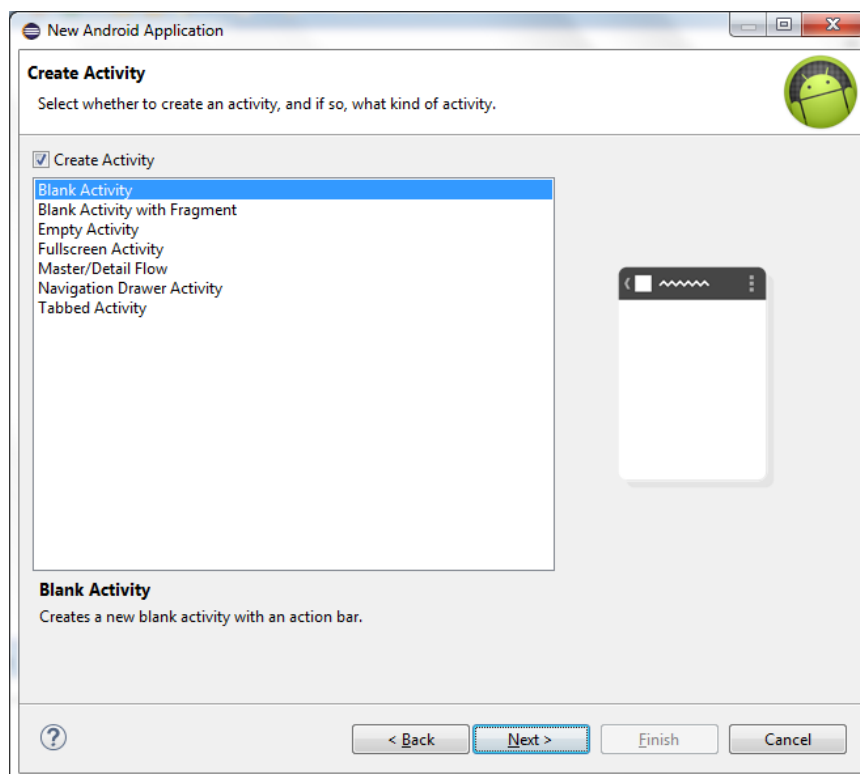 New Android Application
Create Activity
Select whether to create an activity, and if so, what kind of activity.
Create Activity
Blank Activity
Blank Activity with Fragment
Empty Activity
Fullscreen Activity
Master/Detail Flow
Navigation Drawer Activity
Tabbed Activity
Blank Activity
Creates a new blank activity with an action bar.
? < Back Next > Finish Cancel